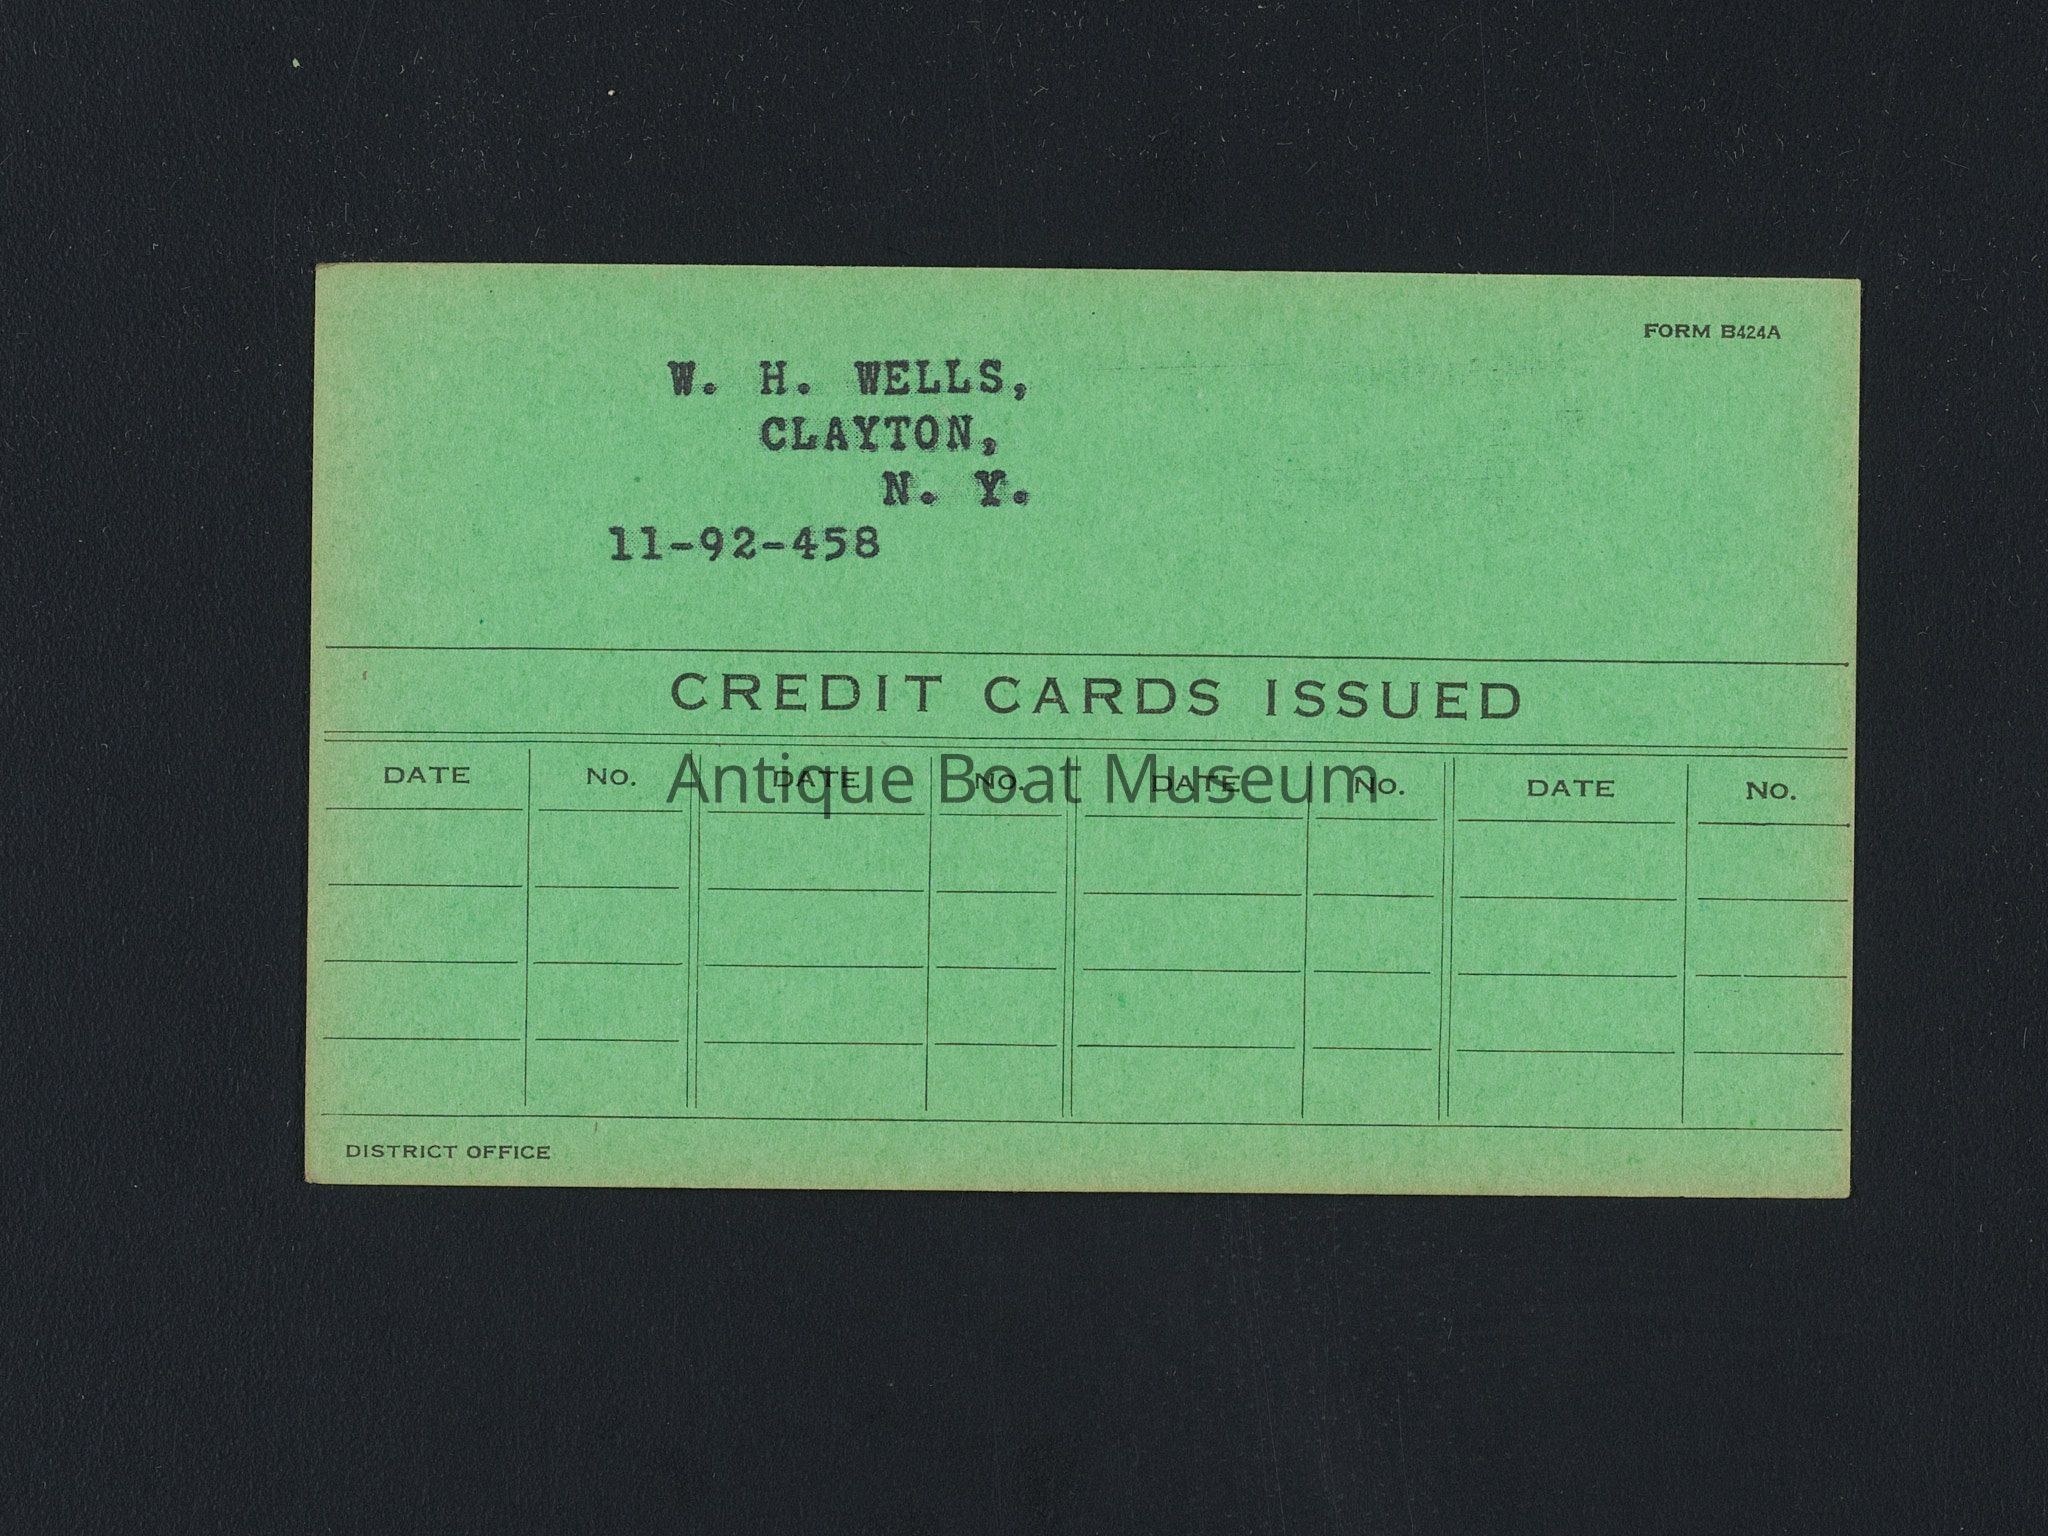 FORM B424A
W. H. WELLS,
CLAYTON,
N. Y.
11-92-458
CREDIT CARDS ISSUED
DATE NO. DATE NO. DATE NO. DATE NO.
Antique Boat Museum
DISTRICT OFFICE